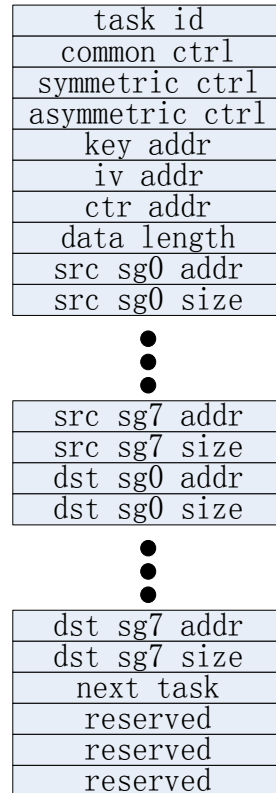 task id
common ctrl
symmetric ctrl
asymmetric ctrl
key addr
iv addr
ctr addr
data length
src sg0 addr
src sg0 size
src sg7 addr
src sg7 size
dst sg0 addr
dst sg0 size
dst sg7 addr
dst sg7 size
next task
reserved
reserved
reserved